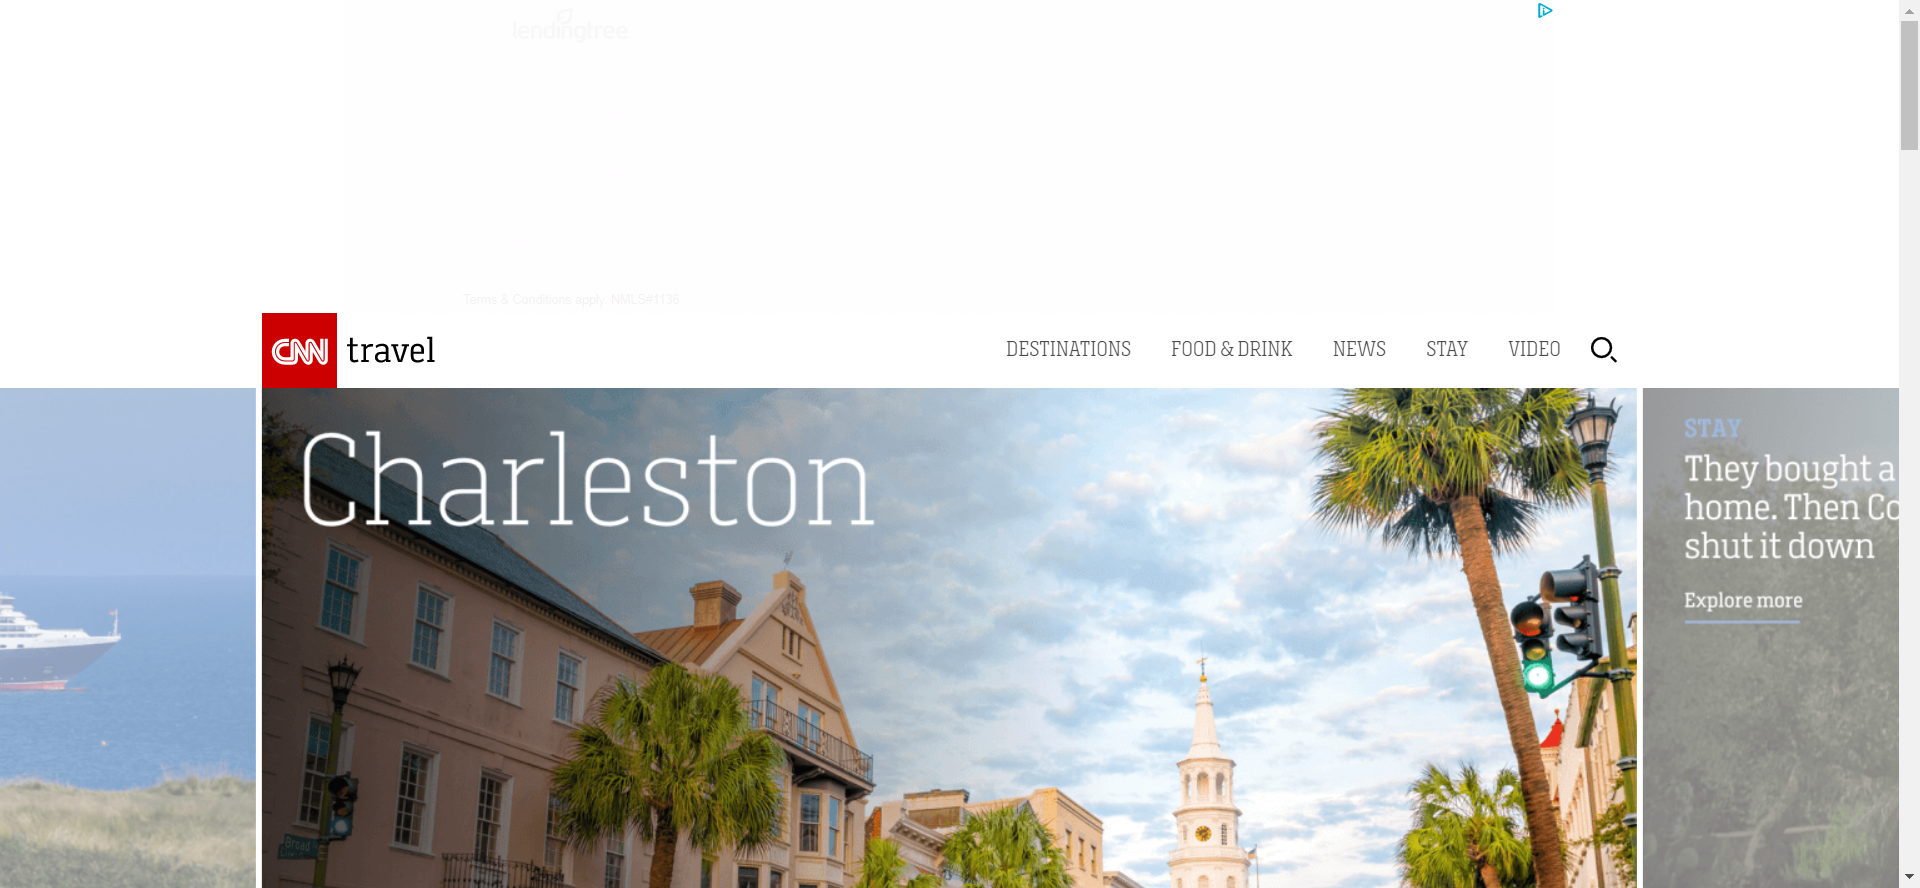 lendingtree
Terms & Conditions apply. NMLS#1136
CNN travel
DESTINATIONS FOOD & DRINK NEWS STAY VIDEO
Charleston
STAY
They bought a
home. Then Co
shut it down
Explore more
Broad